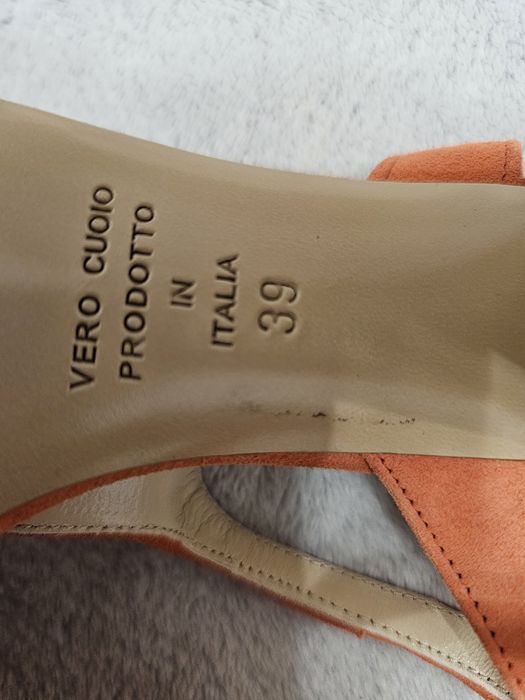 VERO CUOIO
PRODOTTO
IN
ITALIA
39